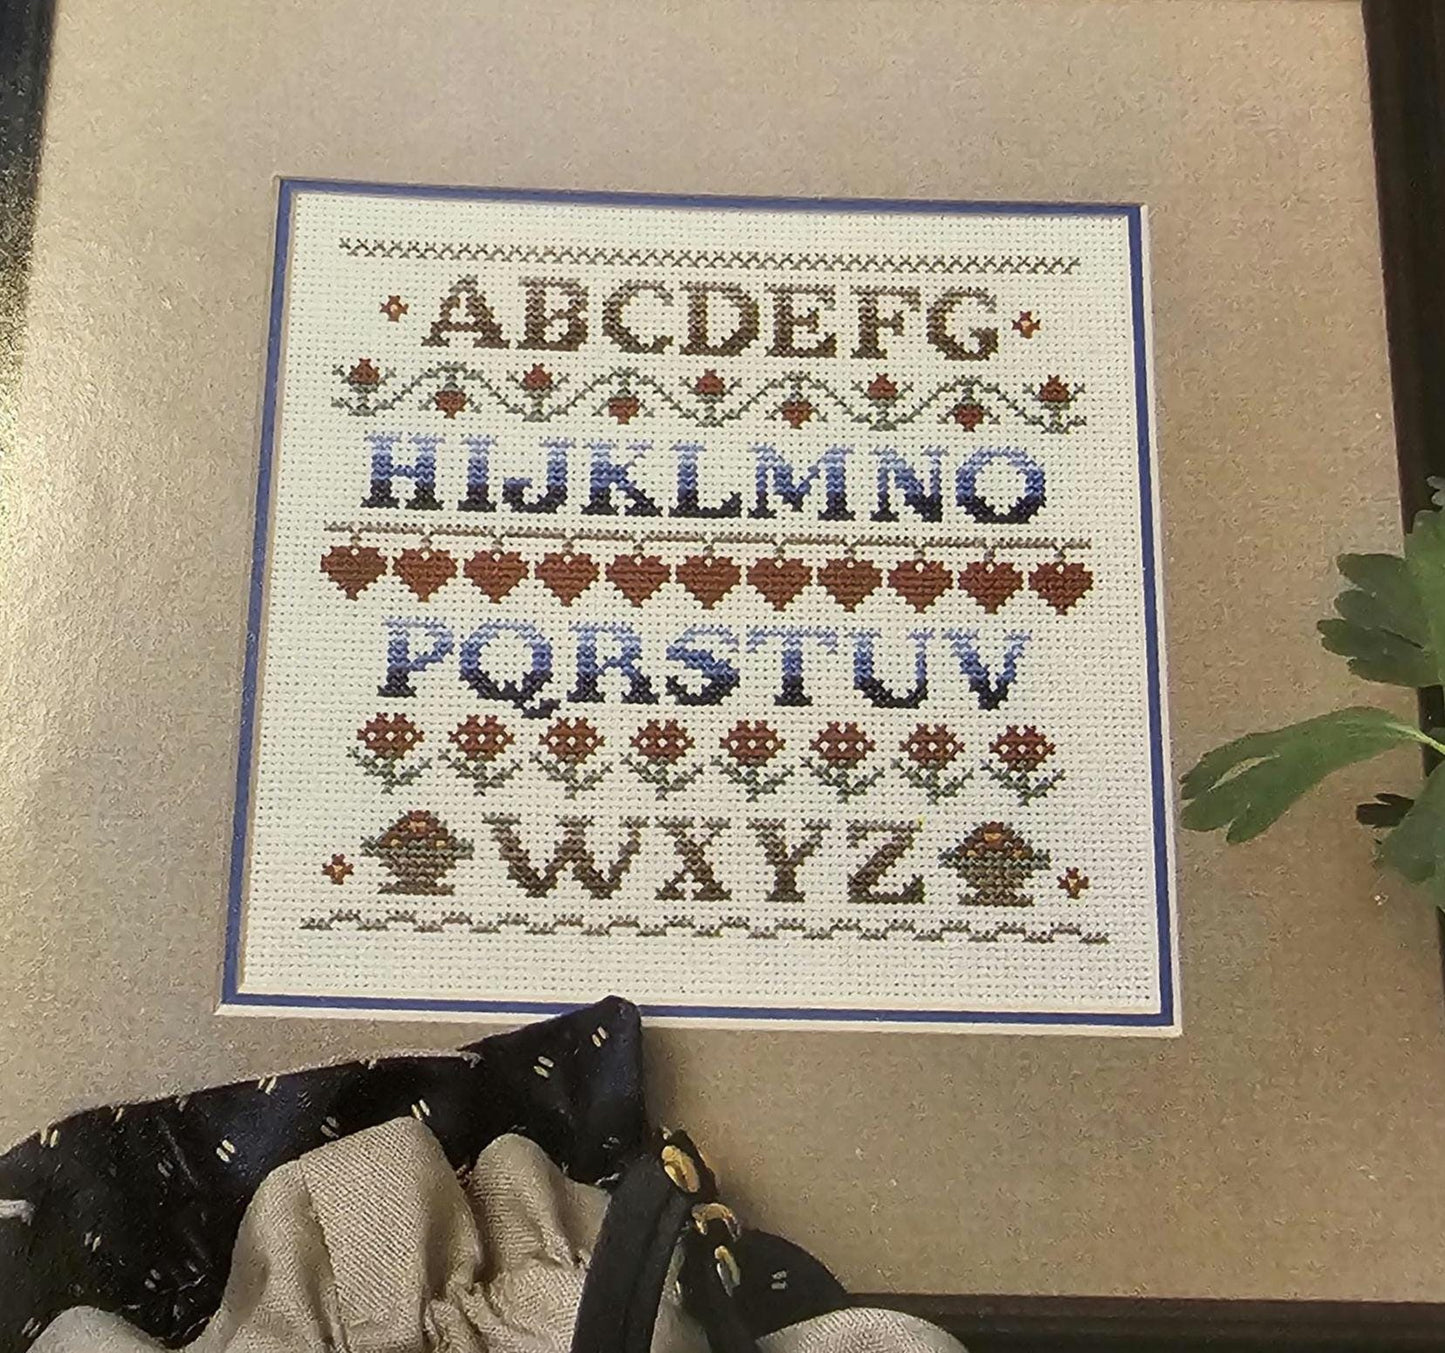 ABCDEFG
HIJKLMNO
PQRSTUV
WXYZ